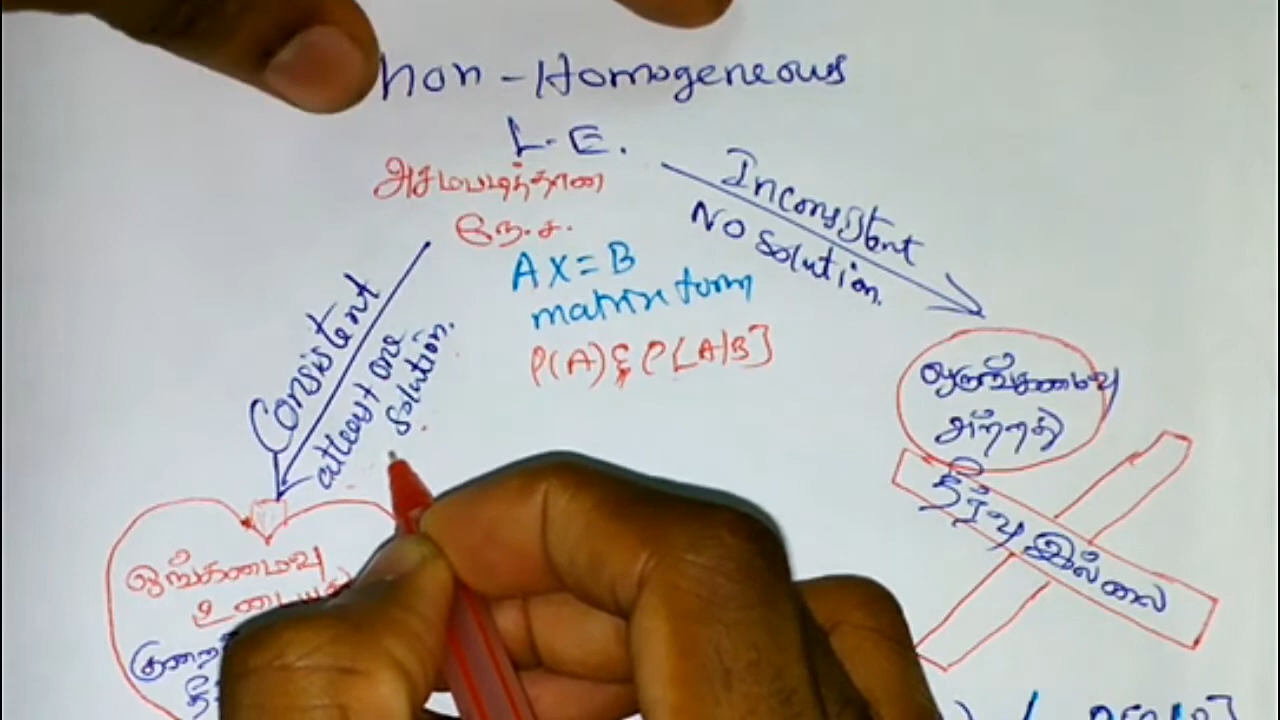 non - Homogeneous
L. E.
அசமபடித்தான
நே. ச.
AX = B
matrix form
ρ(A) & ρ[A|B]
Consistent
atleast one
solution.
Inconsistent
No solution.
ஒருங்கமைவு
அற்றது
தீர்வு இல்லை
ஒருங்கமைவு